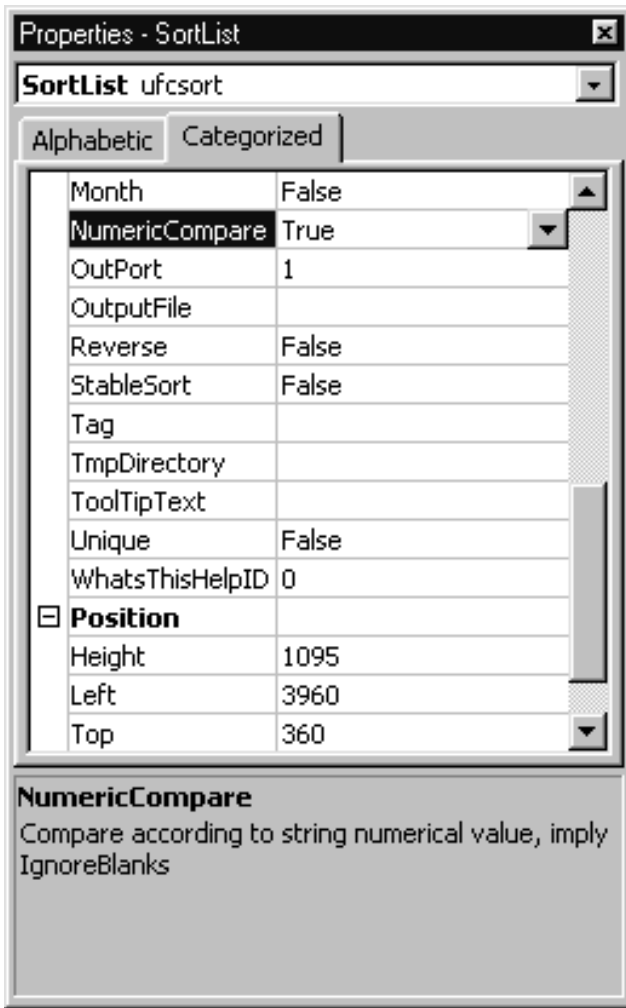 Properties - SortList
SortList ufcsort
Alphabetic Categorized
Month False
NumericCompare True
OutPort 1
OutputFile
Reverse False
StableSort False
Tag
TmpDirectory
ToolTipText
Unique False
WhatsThisHelpID 0
Position
Height 1095
Left 3960
Top 360
NumericCompare
Compare according to string numerical value, imply
IgnoreBlanks